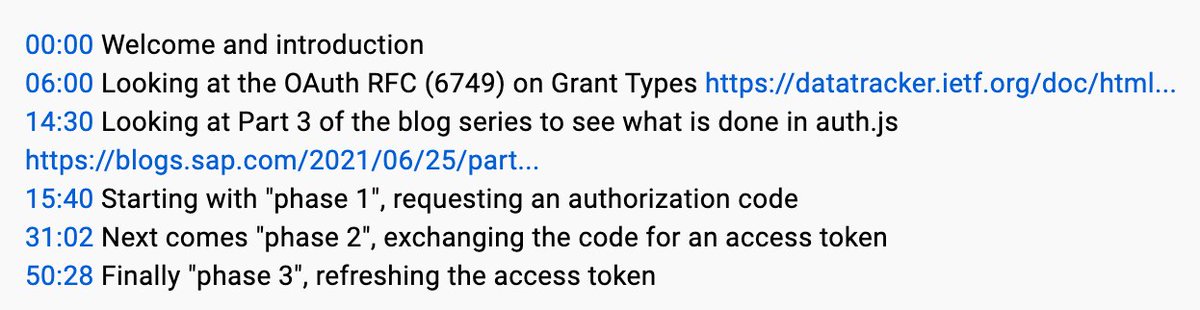 00:00 Welcome and introduction
06:00 Looking at the OAuth RFC (6749) on Grant Types https://datatracker.ietf.org/doc/html...
14:30 Looking at Part 3 of the blog series to see what is done in auth.js
https://blogs.sap.com/2021/06/25/part...
15:40 Starting with "phase 1", requesting an authorization code
31:02 Next comes "phase 2", exchanging the code for an access token
50:28 Finally "phase 3", refreshing the access token